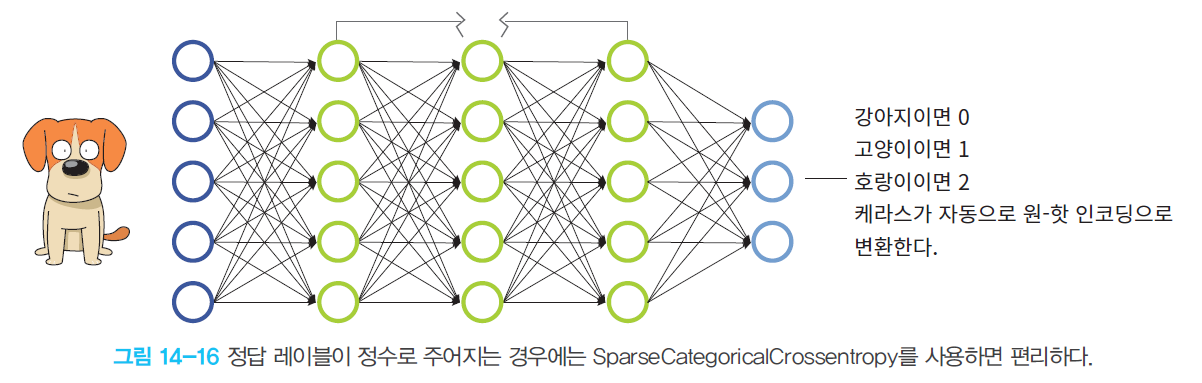 강아지이면 0
고양이이면 1
호랑이이면 2
케라스가 자동으로 원-핫 인코딩으로
변환한다.
그림 14-16 정답 레이블이 정수로 주어지는 경우에는 SparseCategoricalCrossentropy를 사용하면 편리하다.